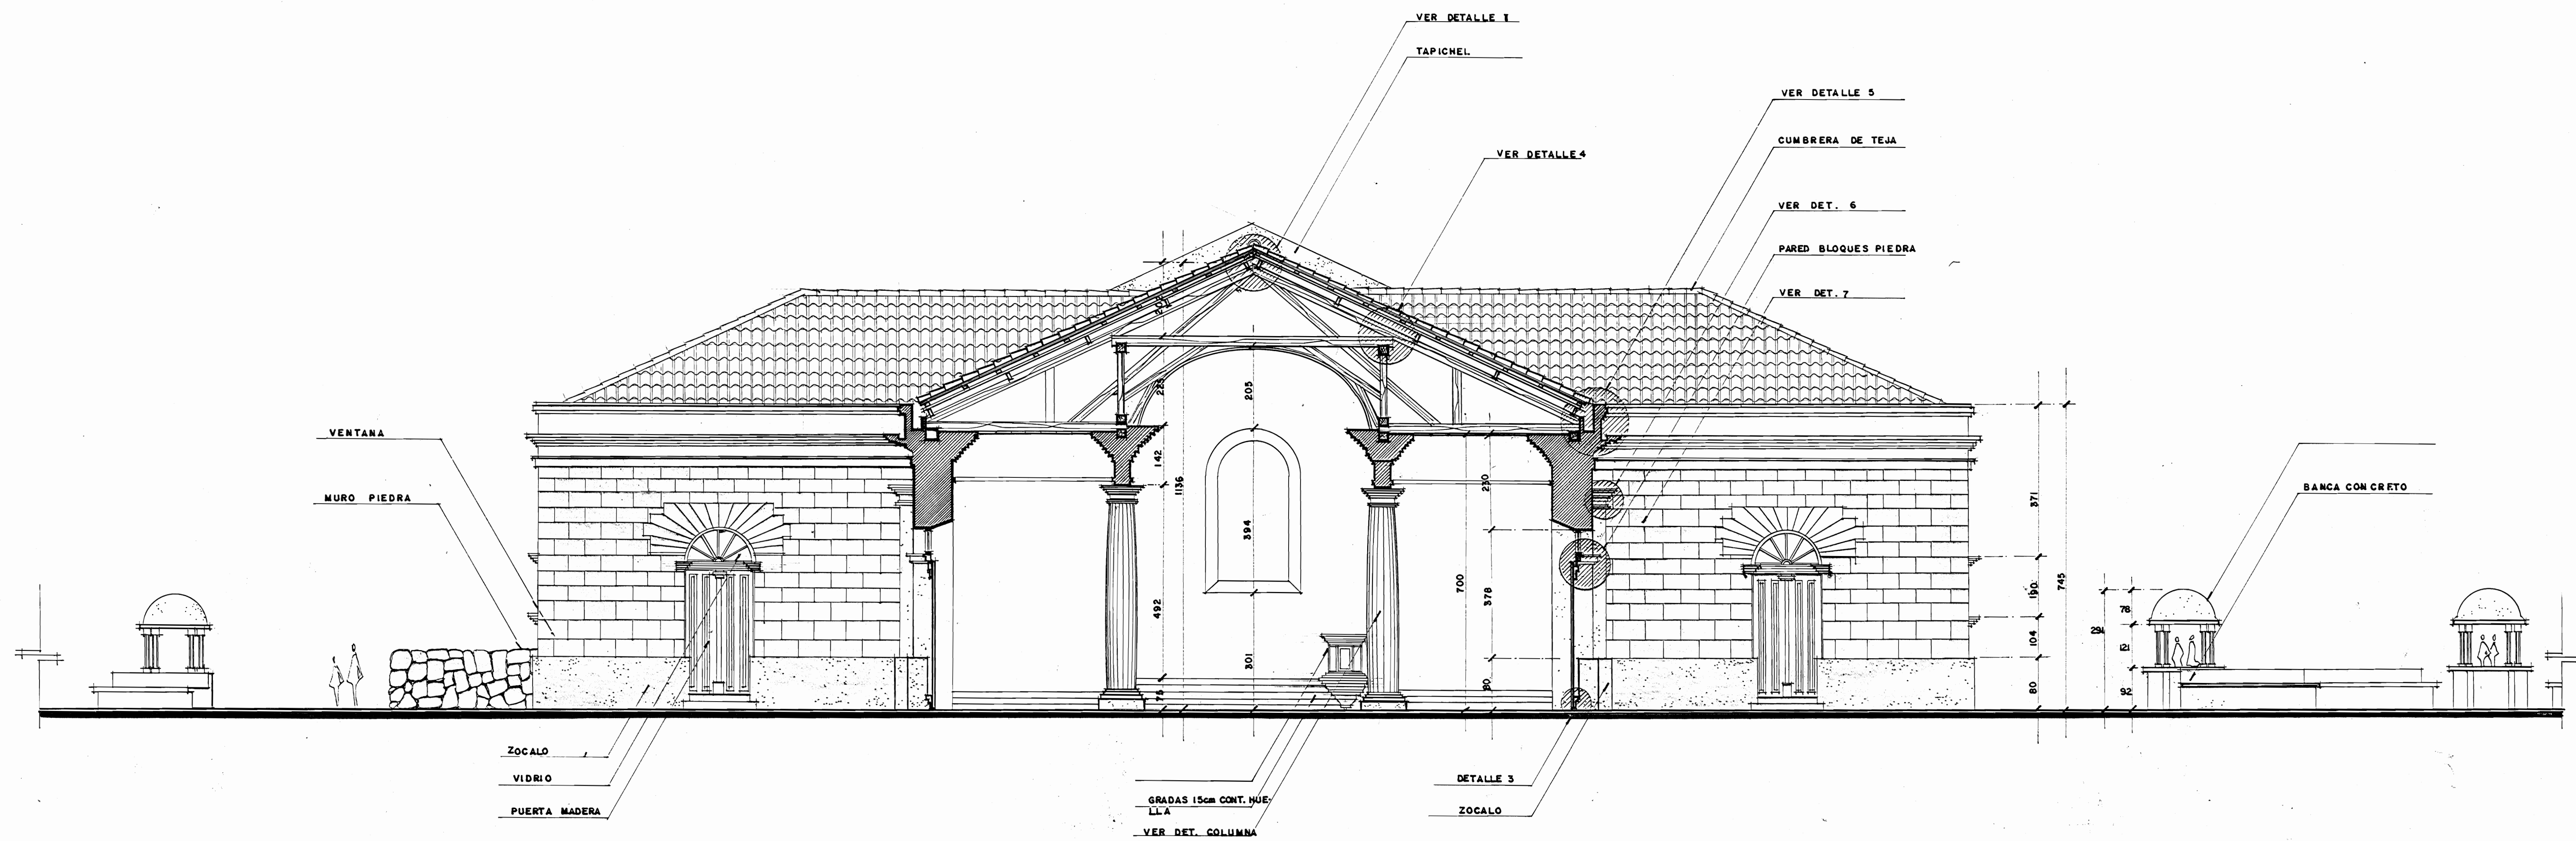 VER DETALLE 1
TAPICHEL
VER DETALLE 5
CUMBRERA DE TEJA
VER DETALLE 4
VER DET. 6
PARED BLOQUES PIEDRA
VER DET. 7
VENTANA
MURO PIEDRA
BANCA CONCRETO
225
205
142
1136
394
492
301
75
230
700
378
80
371
190
745
104
80
78
291
121
92
ZOCALO
VIDRIO
PUERTA MADERA
GRADAS 15cm CONT. HUE-
LLA
VER DET. COLUMNA
DETALLE 3
ZOCALO